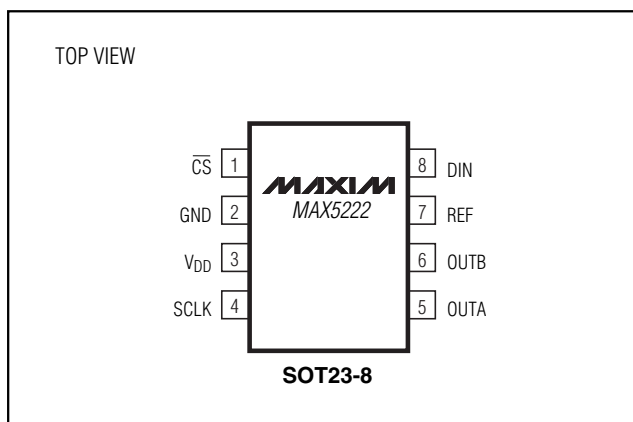 TOP VIEW
CS 1
GND 2
VDD 3
SCLK 4
MAXIM
MAX5222
8 DIN
7 REF
6 OUTB
5 OUTA
SOT23-8